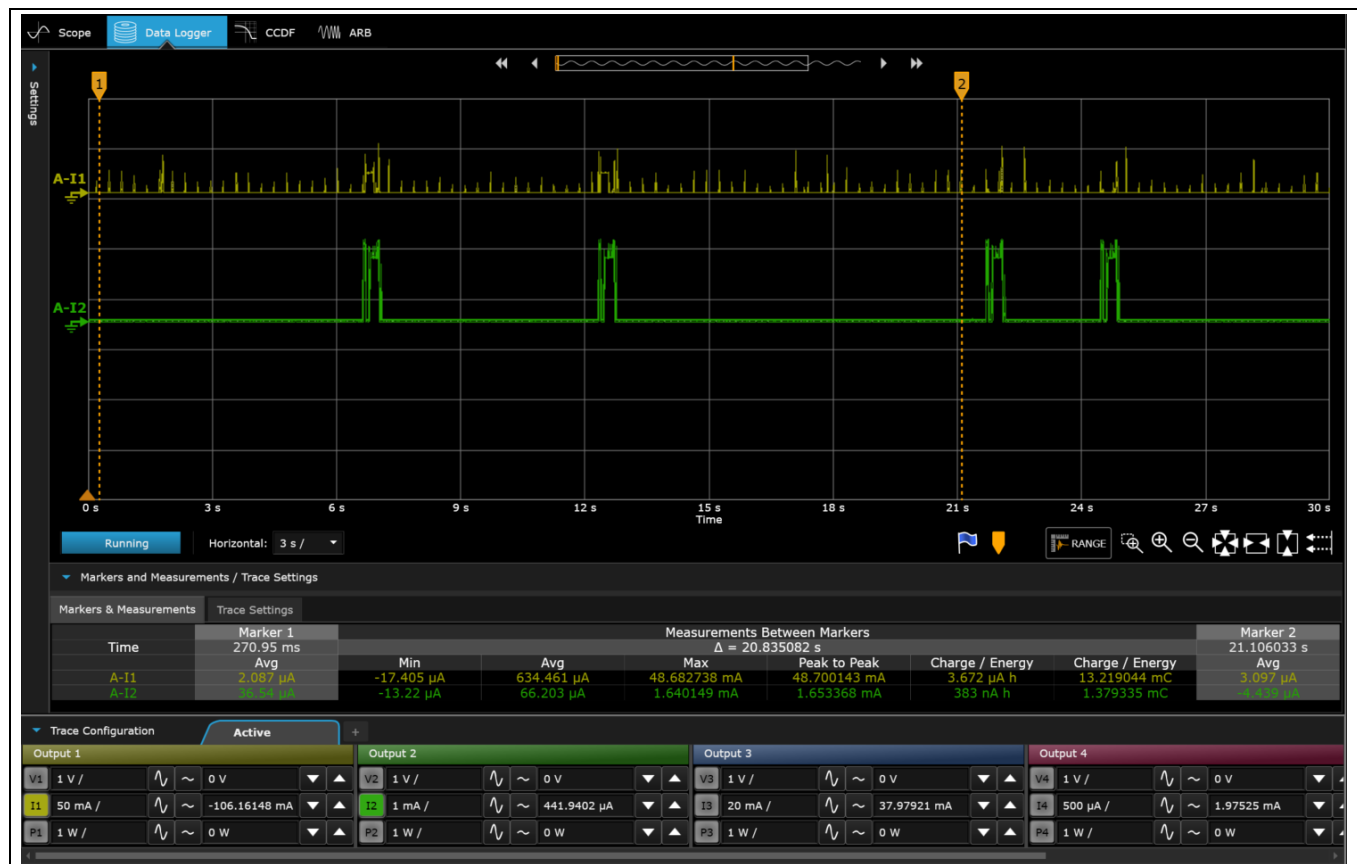 Scope Data Logger CCDF ARB
Settings
1 2
A-I1
A-I2
0 s 3 s 6 s 9 s 12 s 15 s 18 s 21 s 24 s 27 s 30 s
Time
Running Horizontal: 3 s / RANGE
Markers and Measurements / Trace Settings
Markers & Measurements Trace Settings
Marker 1 Measurements Between Markers Marker 2
Time 270.95 ms Δ = 20.835082 s 21.106033 s
Avg Min Avg Max Peak to Peak Charge / Energy Charge / Energy Avg
A-I1 2.087 µA -17.405 µA 634.461 µA 48.682738 mA 48.700143 mA 3.672 µA h 13.219044 mC 3.097 µA
A-I2 36.54 µA -13.22 µA 66.203 µA 1.640149 mA 1.653368 mA 383 nA h 1.379335 mC -4.439 µA
Trace Configuration Active +
Output 1 Output 2 Output 3 Output 4
V1 1 V / 0 V V2 1 V / 0 V V3 1 V / 0 V V4 1 V / 0 V
I1 50 mA / -106.16148 mA I2 1 mA / 441.9402 µA I3 20 mA / 37.97921 mA I4 500 µA / 1.97525 mA
P1 1 W / 0 W P2 1 W / 0 W P3 1 W / 0 W P4 1 W / 0 W